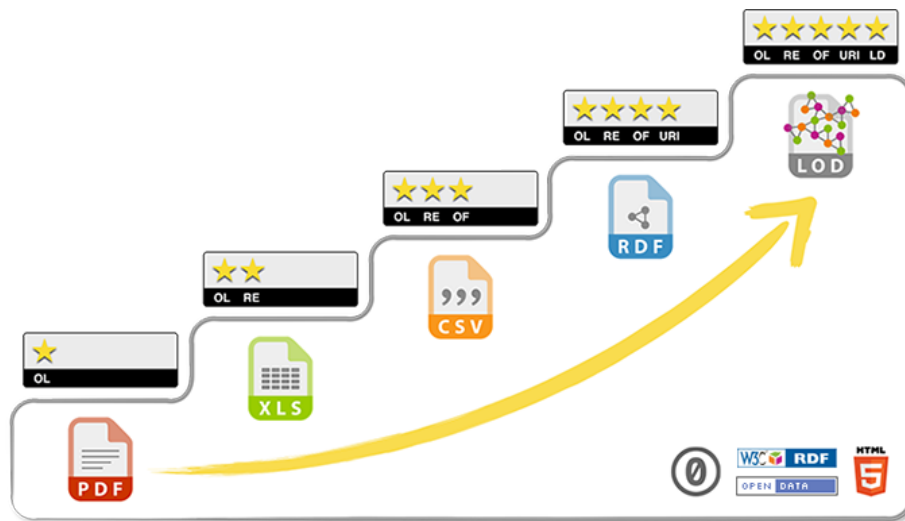 OL RE OF URI LD
LOD
OL RE OF URI
RDF
OL RE OF
CSV
OL RE
XLS
OL
PDF
0
W3C RDF
OPEN DATA
HTML
5